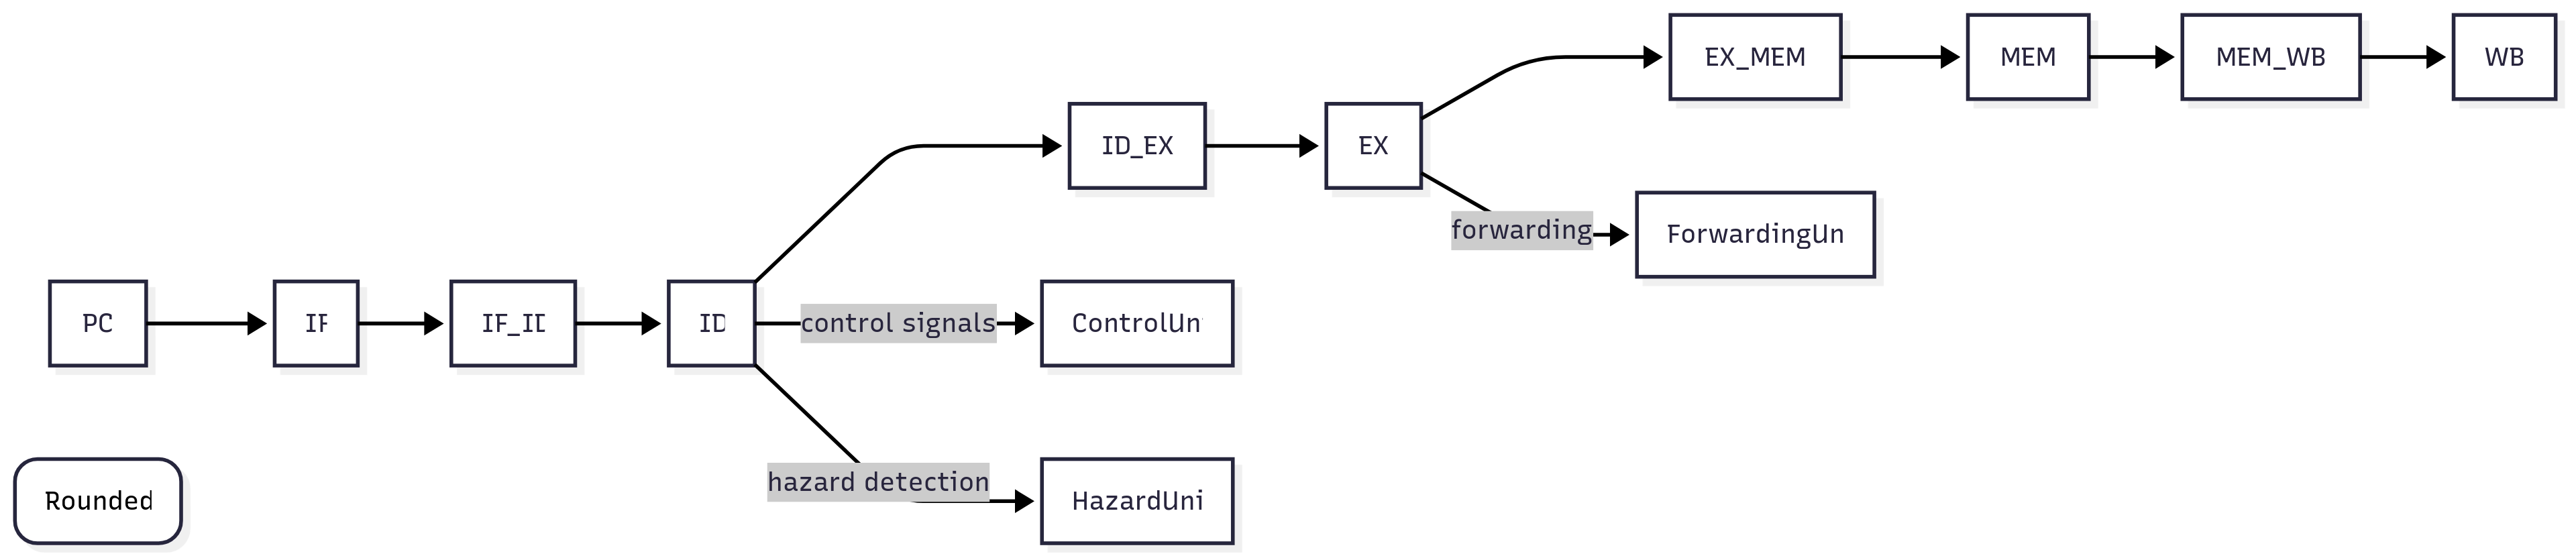 EX_MEM
MEM
MEM_WB
WB
ID_EX
EX
forwarding
ForwardingUn
PC
IF
IF_ID
ID
control signals
ControlUn
hazard detection
HazardUni
Rounded